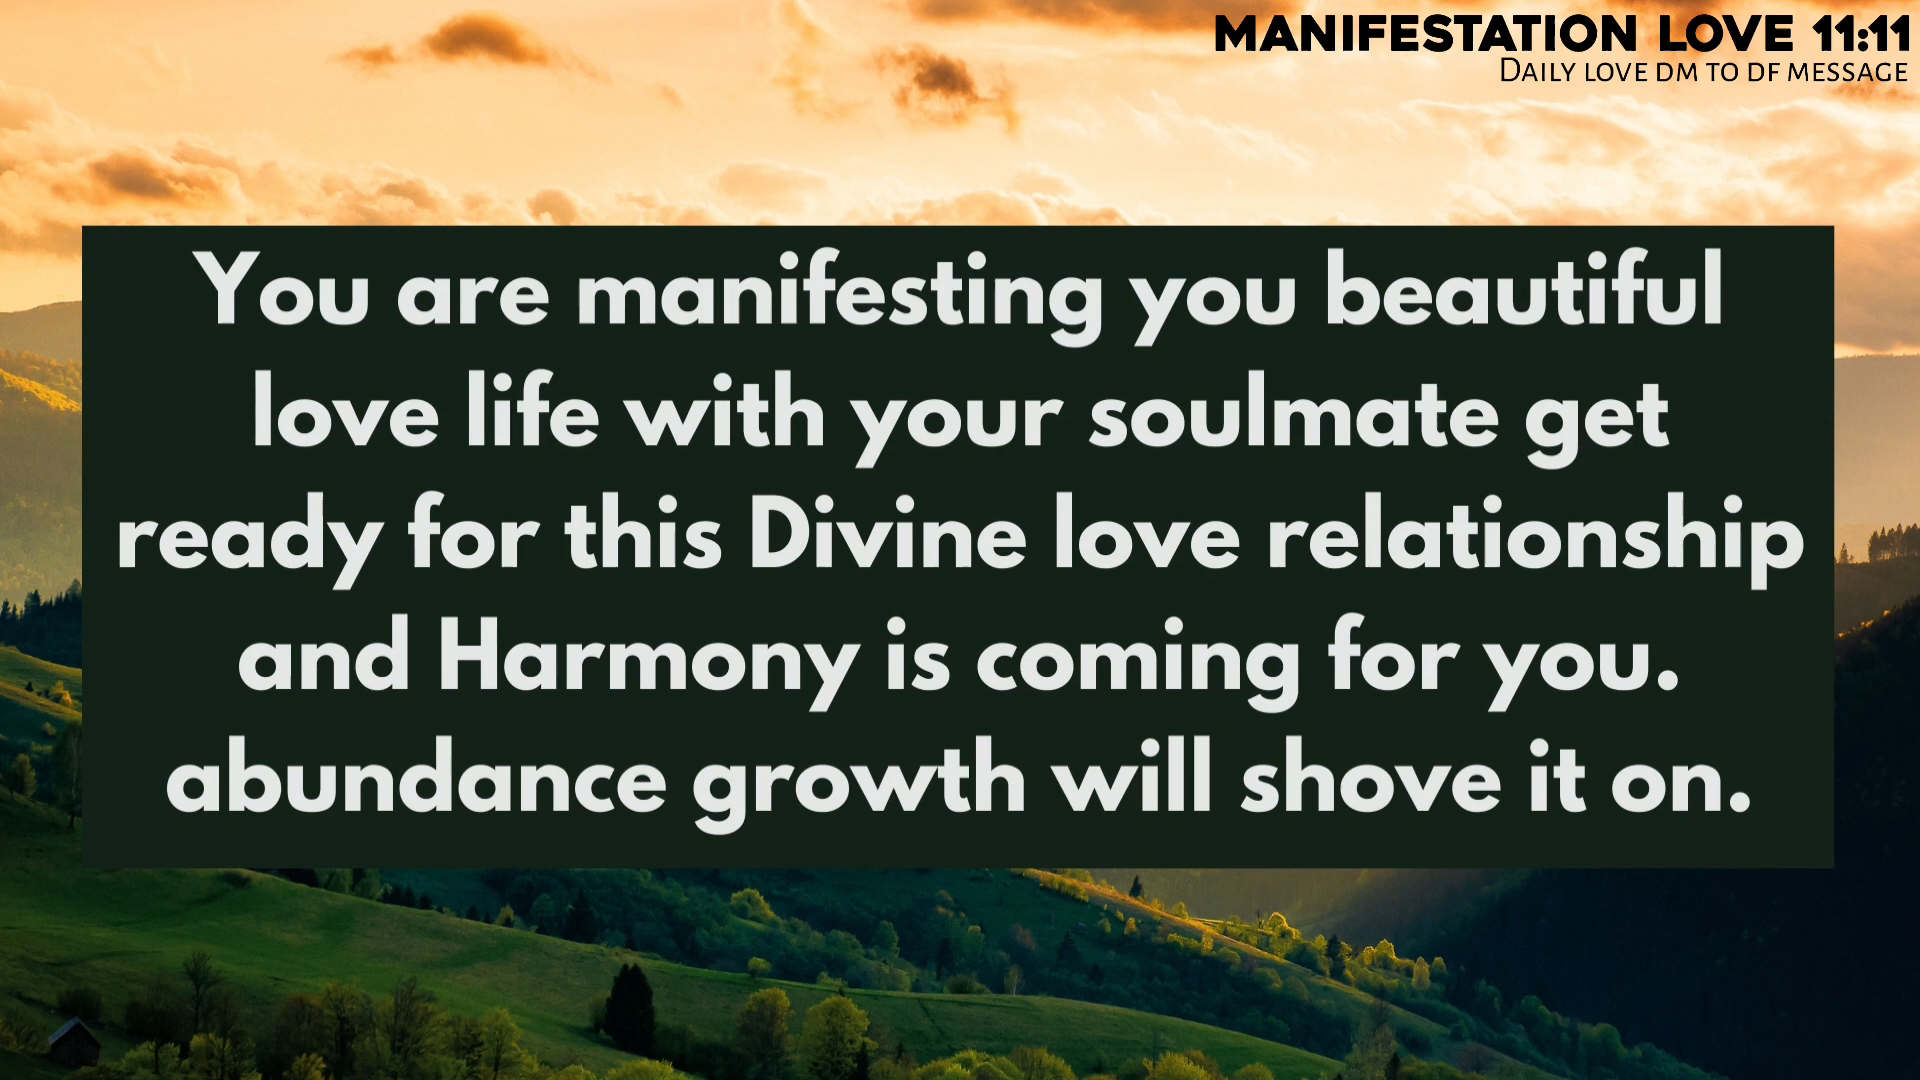 MANIFESTATION LOVE 11:11
DAILY LOVE DM TO DF MESSAGE
You are manifesting you beautiful
love life with your soulmate get
ready for this Divine love relationship
and Harmony is coming for you.
abundance growth will shove it on.